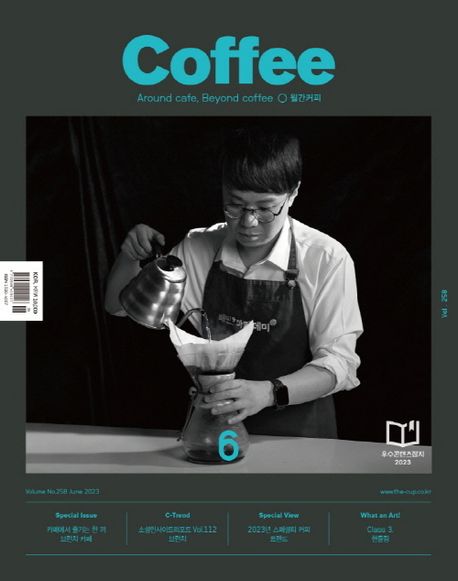 Coffee
Around cafe, Beyond coffee 월간커피
Vol. 258
6
우수콘텐츠잡지
2023
Volume No.258 June 2023
www.the-cup.co.kr
Special Issue
카페에서 즐기는 한 끼
브런치 카페
C-Trend
소셜인사이트리포트 Vol.112
브런치
Special View
2023년 스페셜티 커피
트렌드
What an Art!
Class 3.